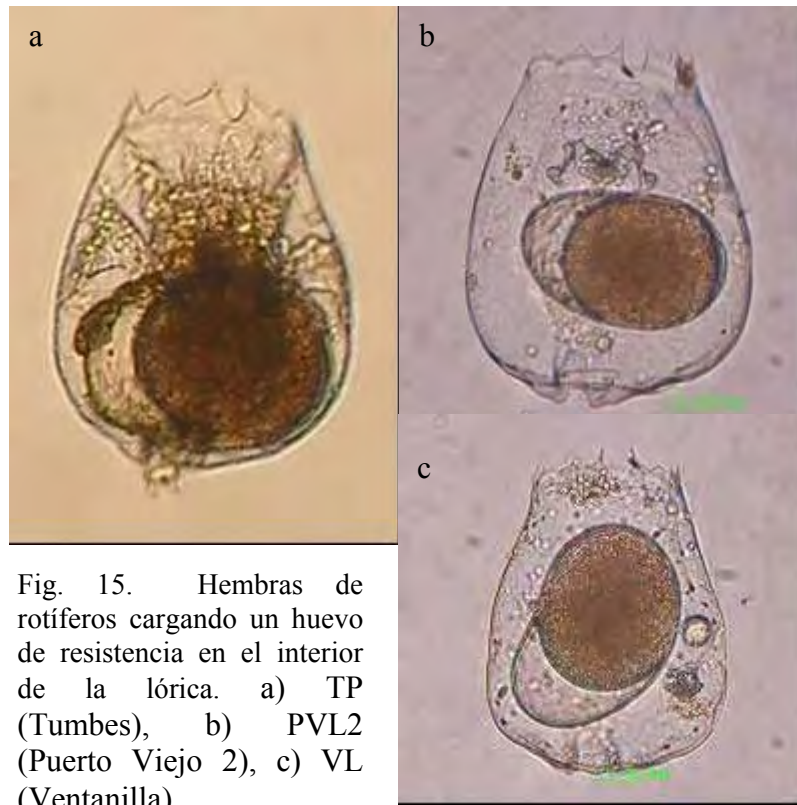 a
b
c
Fig. 15. Hembras de
rotíferos cargando un huevo
de resistencia en el interior
de la lórica. a) TP
(Tumbes), b) PVL2
(Puerto Viejo 2), c) VL
(Ventanilla)